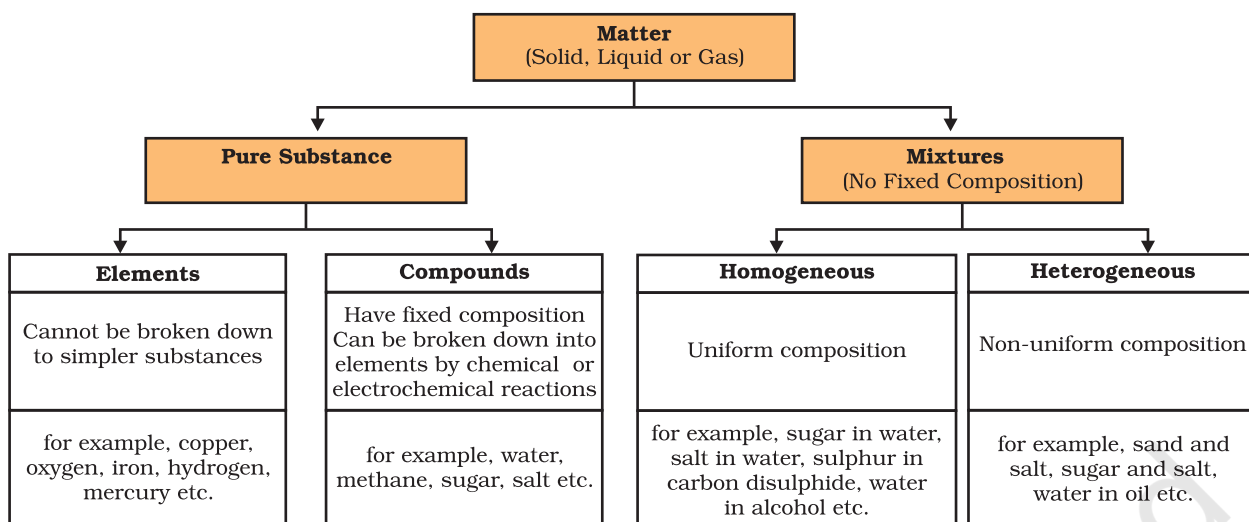 Matter
(Solid, Liquid or Gas)
Pure Substance
Mixtures
(No Fixed Composition)
Elements
Cannot be broken down
to simpler substances
for example, copper,
oxygen, iron, hydrogen,
mercury etc.
Compounds
Have fixed composition
Can be broken down into
elements by chemical or
electrochemical reactions
for example, water,
methane, sugar, salt etc.
Homogeneous
Uniform composition
for example, sugar in water,
salt in water, sulphur in
carbon disulphide, water
in alcohol etc.
Heterogeneous
Non-uniform composition
for example, sand and
salt, sugar and salt,
water in oil etc.